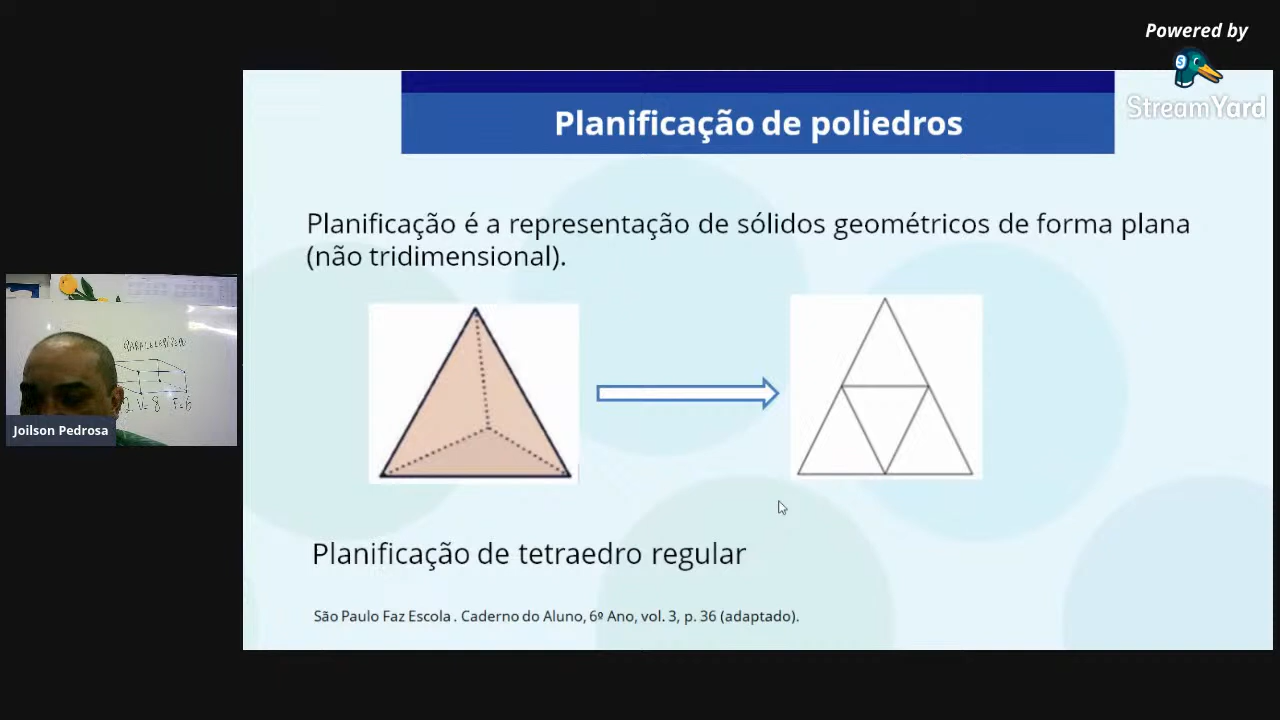 Powered by
StreamYard
Planificação de poliedros
Planificação é a representação de sólidos geométricos de forma plana
(não tridimensional).
PARALELEPÍPEDO
Joilson Pedrosa
Planificação de tetraedro regular
São Paulo Faz Escola . Caderno do Aluno, 6º Ano, vol. 3, p. 36 (adaptado).